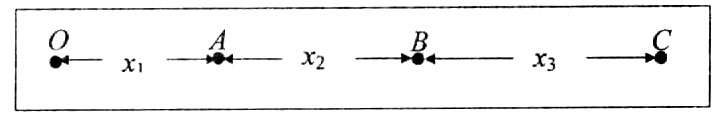 O A B C
x₁ x₂ x₃